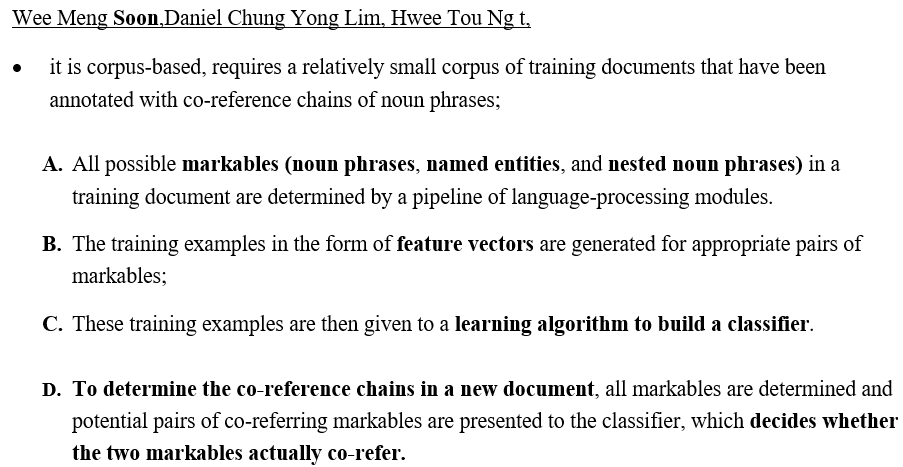 Wee Meng Soon,Daniel Chung Yong Lim, Hwee Tou Ng t,
• it is corpus-based, requires a relatively small corpus of training documents that have been
annotated with co-reference chains of noun phrases;
A. All possible markables (noun phrases, named entities, and nested noun phrases) in a
training document are determined by a pipeline of language-processing modules.
B. The training examples in the form of feature vectors are generated for appropriate pairs of
markables;
C. These training examples are then given to a learning algorithm to build a classifier.
D. To determine the co-reference chains in a new document, all markables are determined and
potential pairs of co-referring markables are presented to the classifier, which decides whether
the two markables actually co-refer.